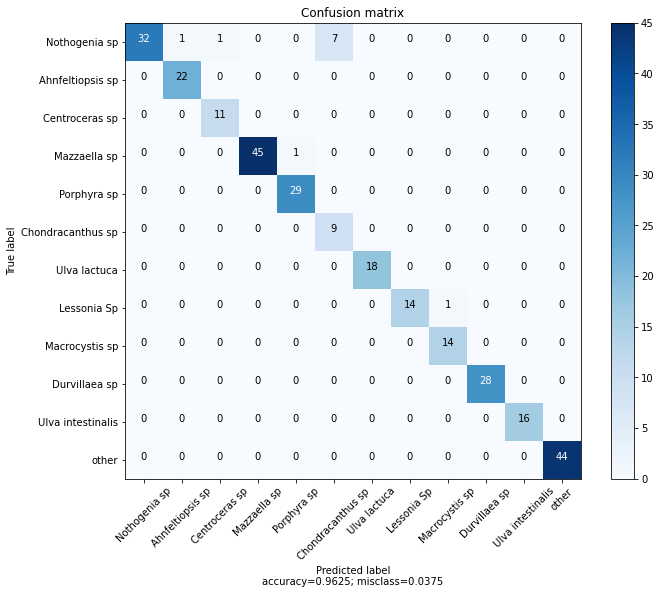 Confusion matrix
Nothogenia sp 32 1 1 0 0 7 0 0 0 0 0 0
Ahnfeltiopsis sp 0 22 0 0 0 0 0 0 0 0 0 0
Centroceras sp 0 0 11 0 0 0 0 0 0 0 0 0
Mazzaella sp 0 0 0 45 1 0 0 0 0 0 0 0
Porphyra sp 0 0 0 0 29 0 0 0 0 0 0 0
Chondracanthus sp 0 0 0 0 0 9 0 0 0 0 0 0
Ulva lactuca 0 0 0 0 0 0 18 0 0 0 0 0
Lessonia Sp 0 0 0 0 0 0 0 14 1 0 0 0
Macrocystis sp 0 0 0 0 0 0 0 0 14 0 0 0
Durvillaea sp 0 0 0 0 0 0 0 0 0 28 0 0
Ulva intestinalis 0 0 0 0 0 0 0 0 0 0 16 0
other 0 0 0 0 0 0 0 0 0 0 0 44
True label
Nothogenia sp
Ahnfeltiopsis sp
Centroceras sp
Mazzaella sp
Porphyra sp
Chondracanthus sp
Ulva lactuca
Lessonia Sp
Macrocystis sp
Durvillaea sp
Ulva intestinalis
other
Predicted label
accuracy=0.9625; misclass=0.0375
45
40
35
30
25
20
15
10
5
0